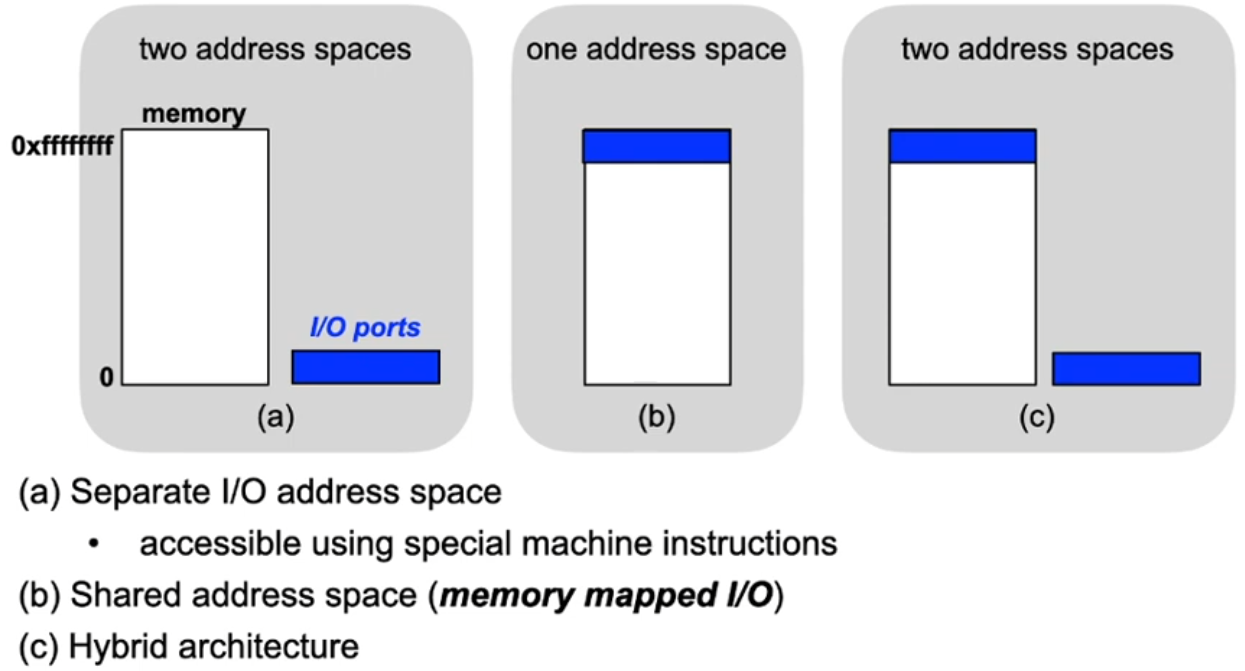 two address spaces
one address space
two address spaces
memory
0xffffffff
I/O ports
0
(a)
(b)
(c)
(a) Separate I/O address space
• accessible using special machine instructions
(b) Shared address space (memory mapped I/O)
(c) Hybrid architecture